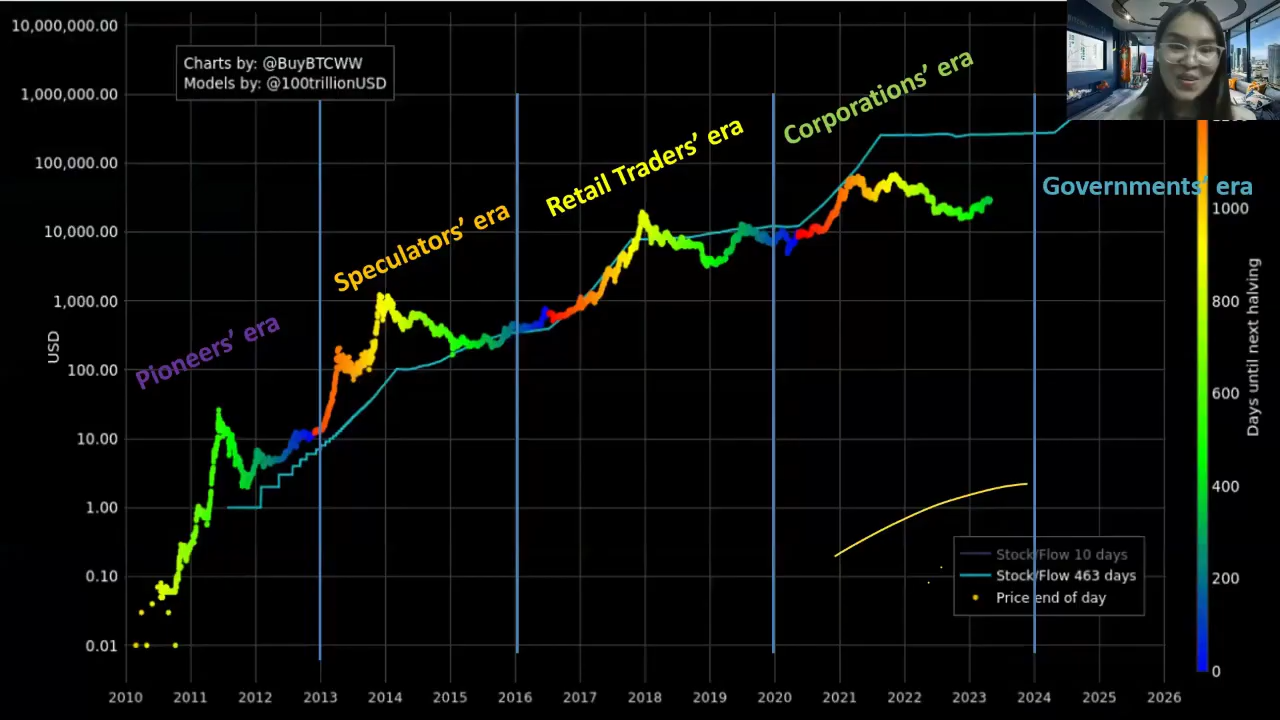 10,000,000.00
1,000,000.00
100,000.00
10,000.00
1,000.00
100.00
10.00
1.00
0.10
0.01
USD
Charts by: @BuyBTCWW
Models by: @100trillionUSD
Pioneers' era
Speculators' era
Retail Traders' era
Corporations' era
Governments' era
Stock/Flow 10 days
Stock/Flow 463 days
Price end of day
1000
800
600
400
200
0
Days until next halving
2010 2011 2012 2013 2014 2015 2016 2017 2018 2019 2020 2021 2022 2023 2024 2025 2026